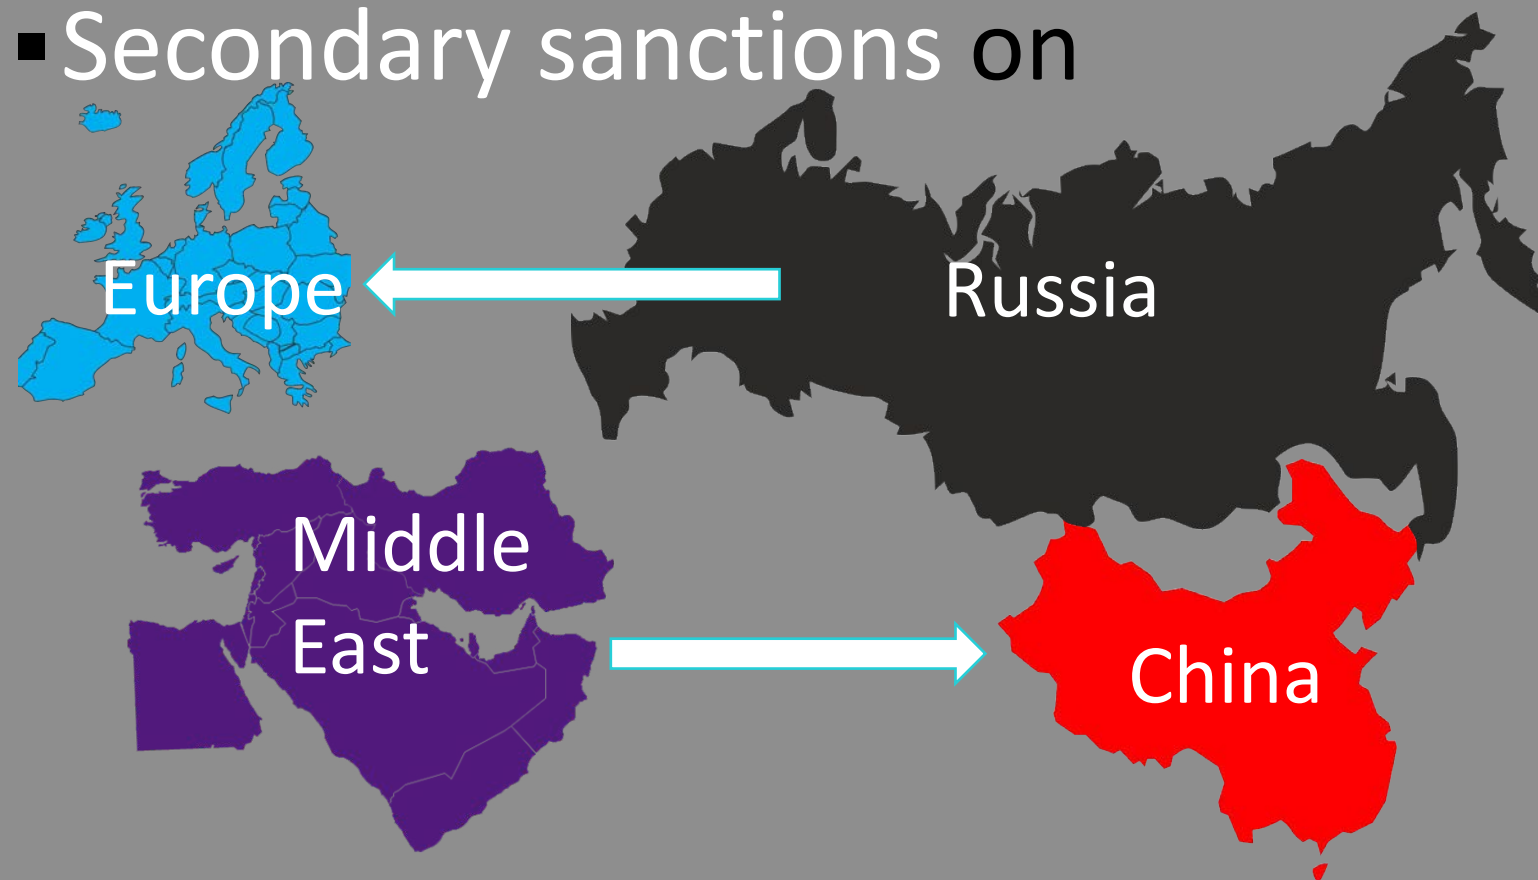 ▪Secondary sanctions on
Europe
Russia
Middle
East
China